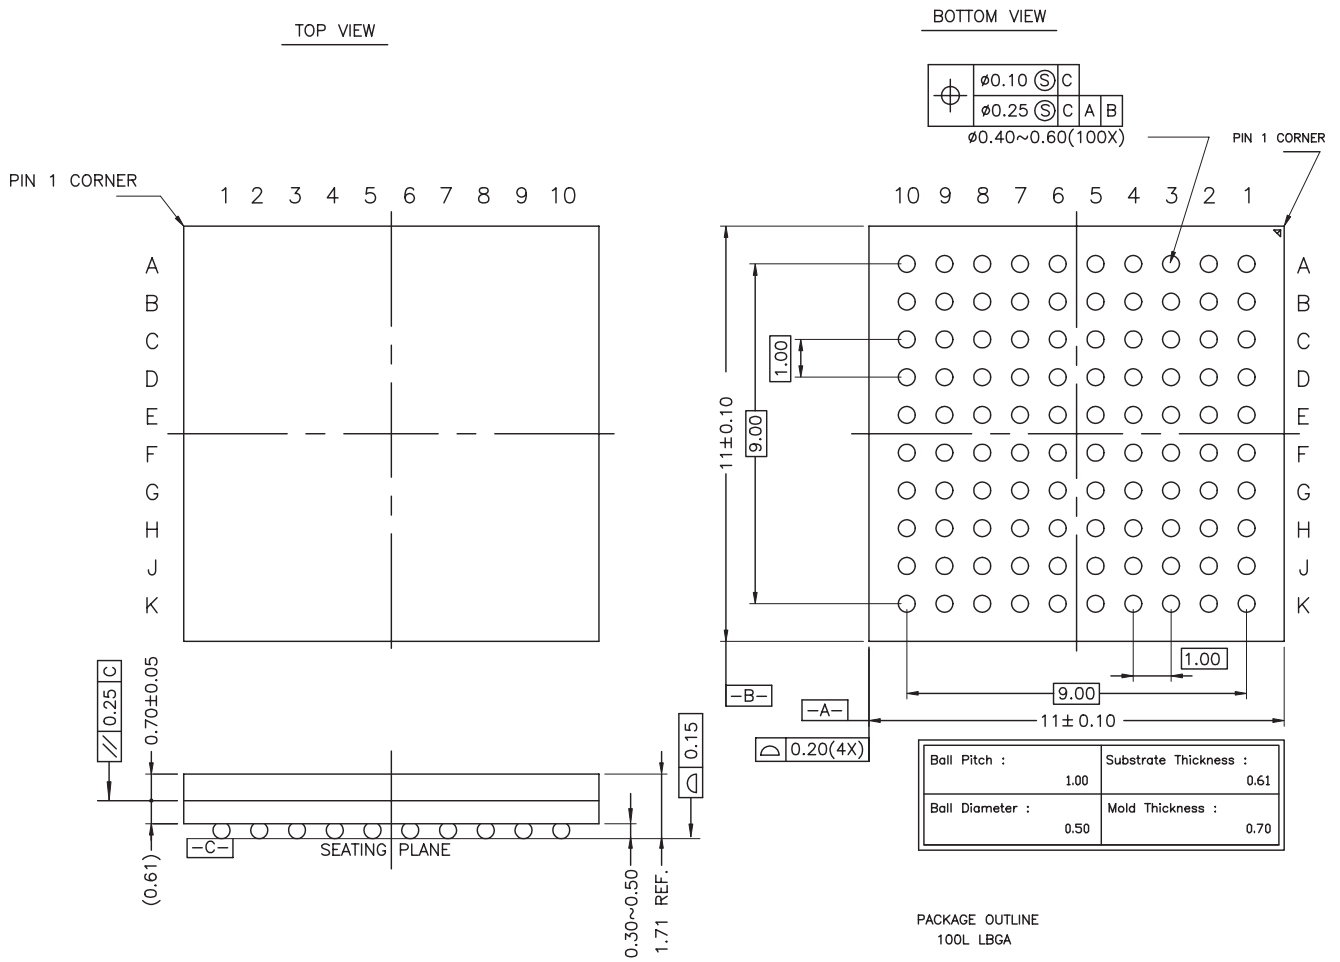 TOP VIEW
BOTTOM VIEW
ø0.10 Ⓢ C
ø0.25 Ⓢ C A B
ø0.40~0.60(100X)
PIN 1 CORNER
PIN 1 CORNER
1 2 3 4 5 6 7 8 9 10
10 9 8 7 6 5 4 3 2 1
A
B
C
D
E
F
G
H
J
K
A
B
C
D
E
F
G
H
J
K
1.00
9.00
11±0.10
1.00
9.00
11±0.10
-B-
-A-
0.20(4X)
// 0.25 C
0.70±0.05
(0.61)
-C-
SEATING PLANE
0.30~0.50
1.71 REF.
0.15
Ball Pitch :
1.00
Substrate Thickness :
0.61
Ball Diameter :
0.50
Mold Thickness :
0.70
PACKAGE OUTLINE
100L LBGA